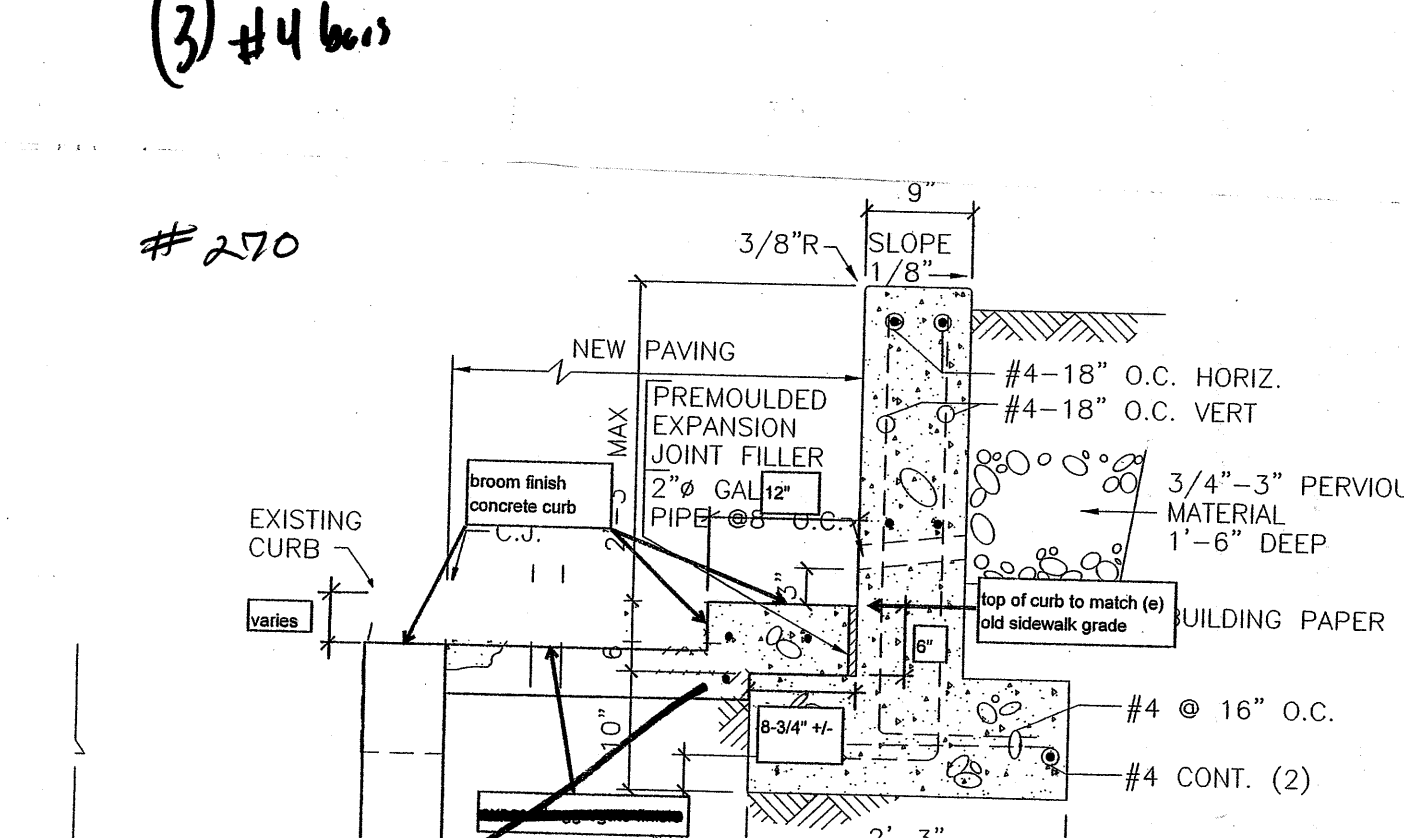 (3) #4 bars
# 270
9"
3/8"R
SLOPE
1/8"
NEW PAVING
#4-18" O.C. HORIZ.
#4-18" O.C. VERT
MAX
PREMOULDED
EXPANSION
JOINT FILLER
2"ø GAL
12"
PIPE @8' O.C.
broom finish
concrete curb
C.J.
EXISTING
CURB
3/4"-3" PERVIOU
MATERIAL
1'-6" DEEP
3"
varies
top of curb to match (e)
old sidewalk grade
BUILDING PAPER
6"
6
8-3/4" +/-
10"
#4 @ 16" O.C.
#4 CONT. (2)
2'-3"